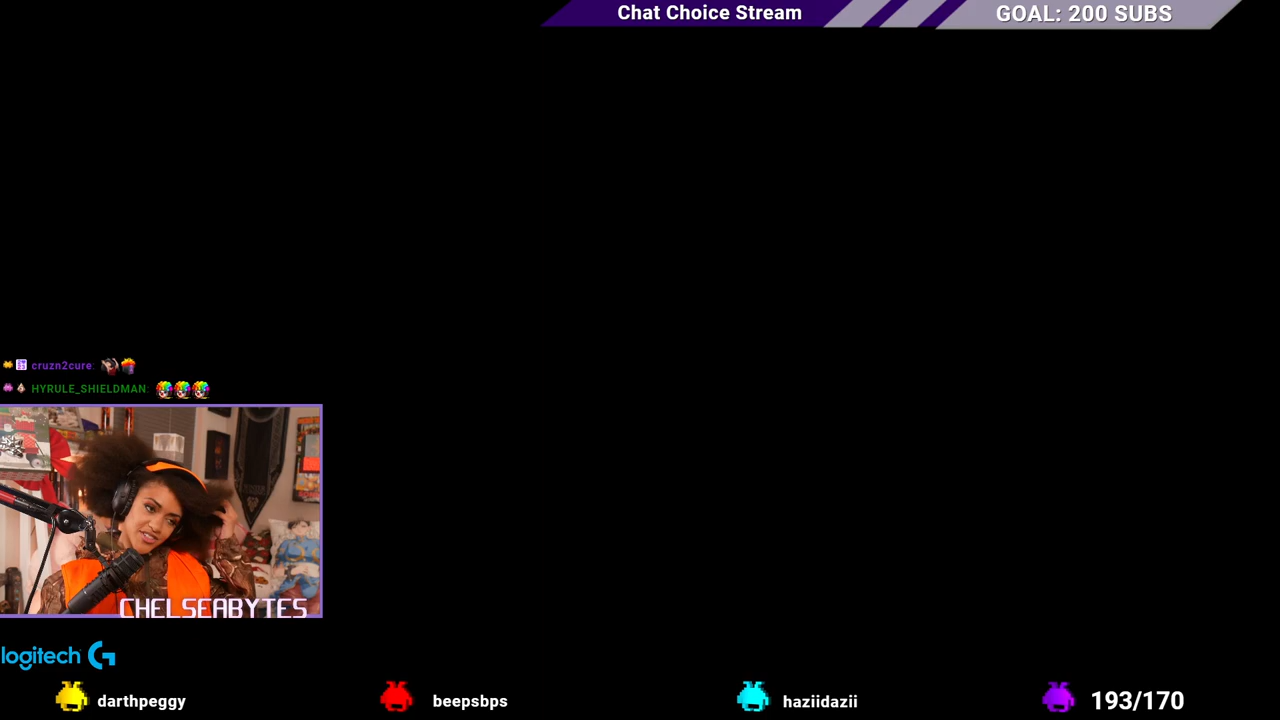 Chat Choice Stream
GOAL: 200 SUBS
cruzn2cure:
HYRULE_SHIELDMAN:
CHELSEABYTES
logitech G
darthpeggy
beepsbps
haziidazii
193/170